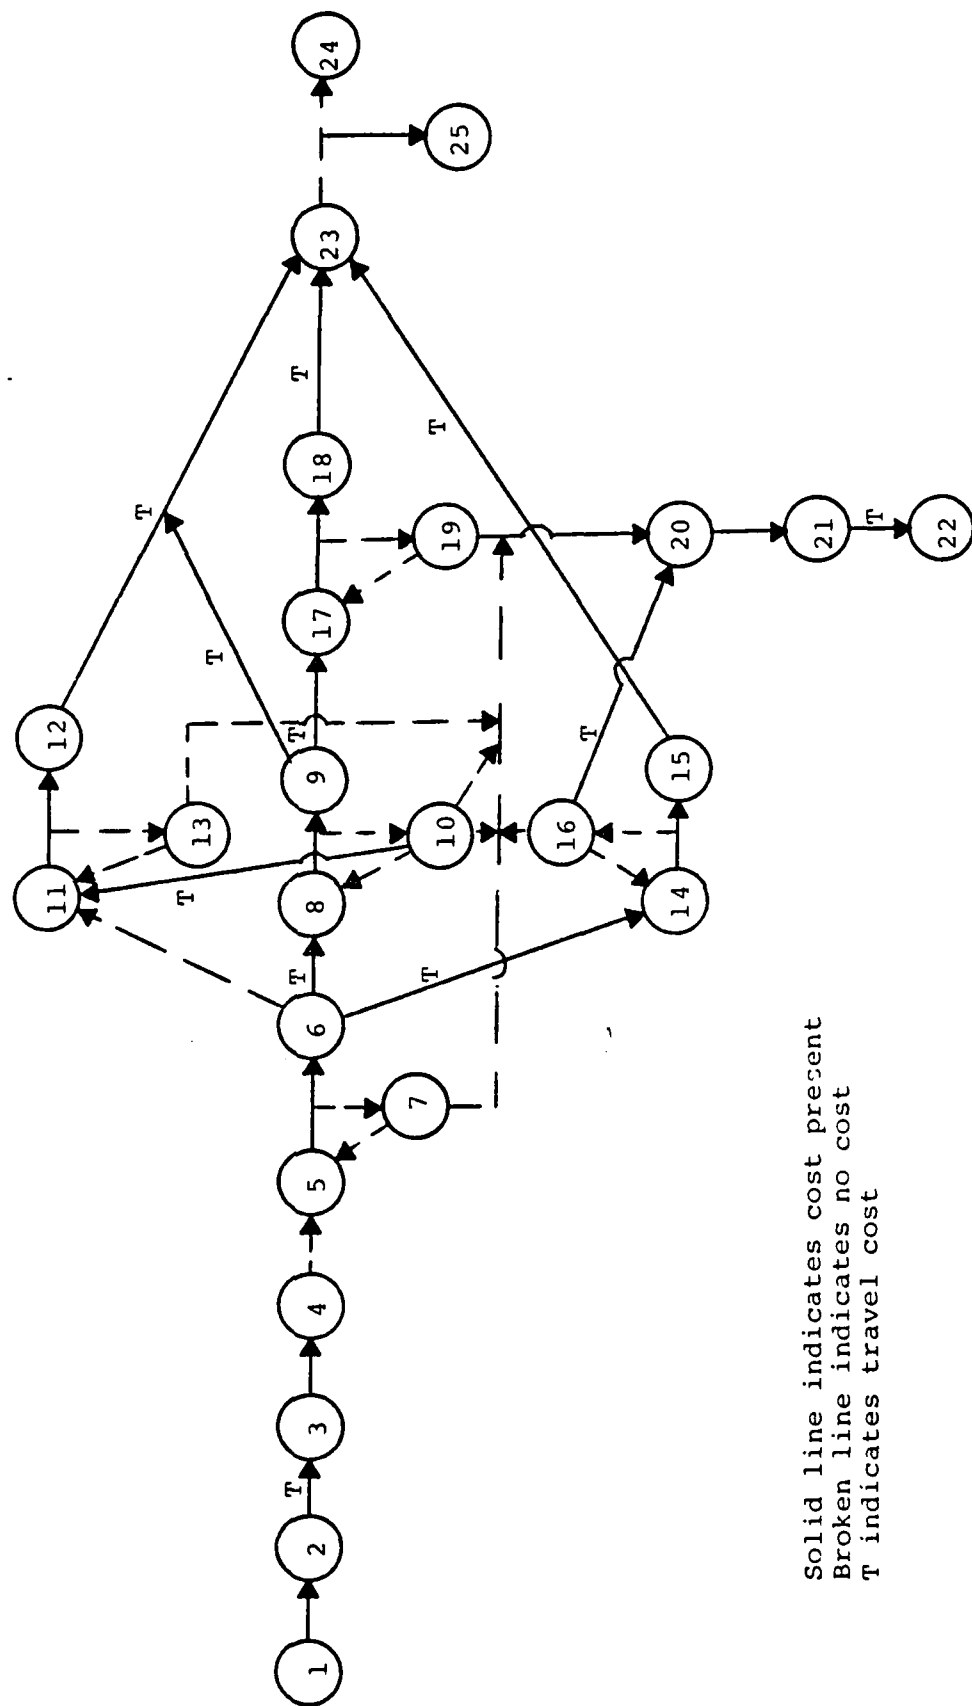 11 12
T
T
13
T
T T T T
1 2 3 4 5 6 8 9 17 18 23 24
7 T 10 19 T 25
16
T
14 15 20
21
T
22
Solid line indicates cost present
Broken line indicates no cost
T indicates travel cost